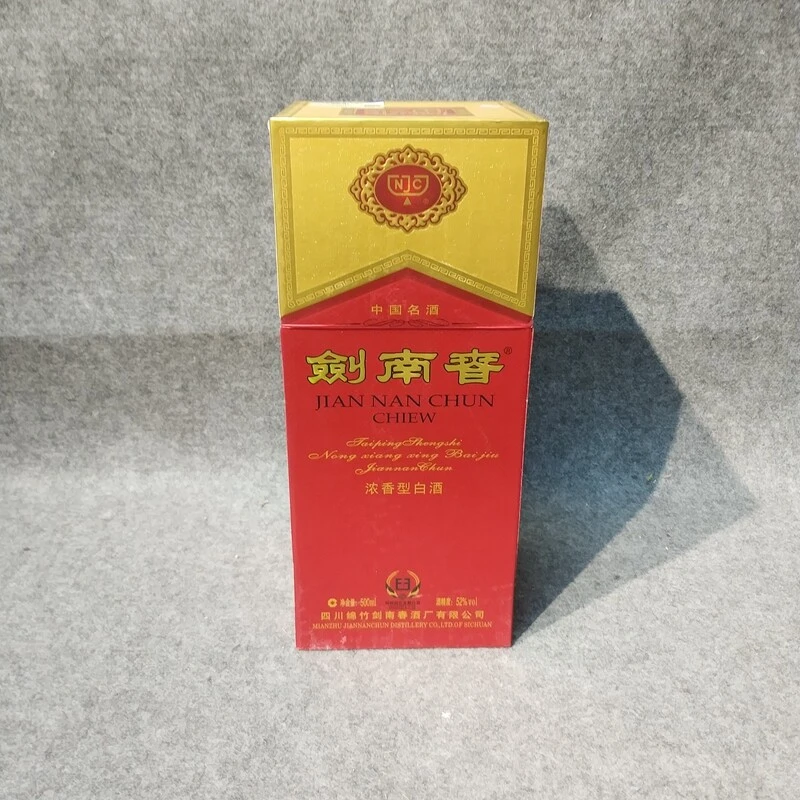 NJC
®
中国名酒
劍南春®
JIAN NAN CHUN
CHIEW
TaipingShengshi
Nong xiang xing Bai jiu
JiannanChun
浓香型白酒
净含量: 500ml 酒精度: 52%vol
四川绵竹剑南春酒厂有限公司
MIANZHU JIANNANCHUN DISTILLERY CO.,LTD.OF SICHUAN